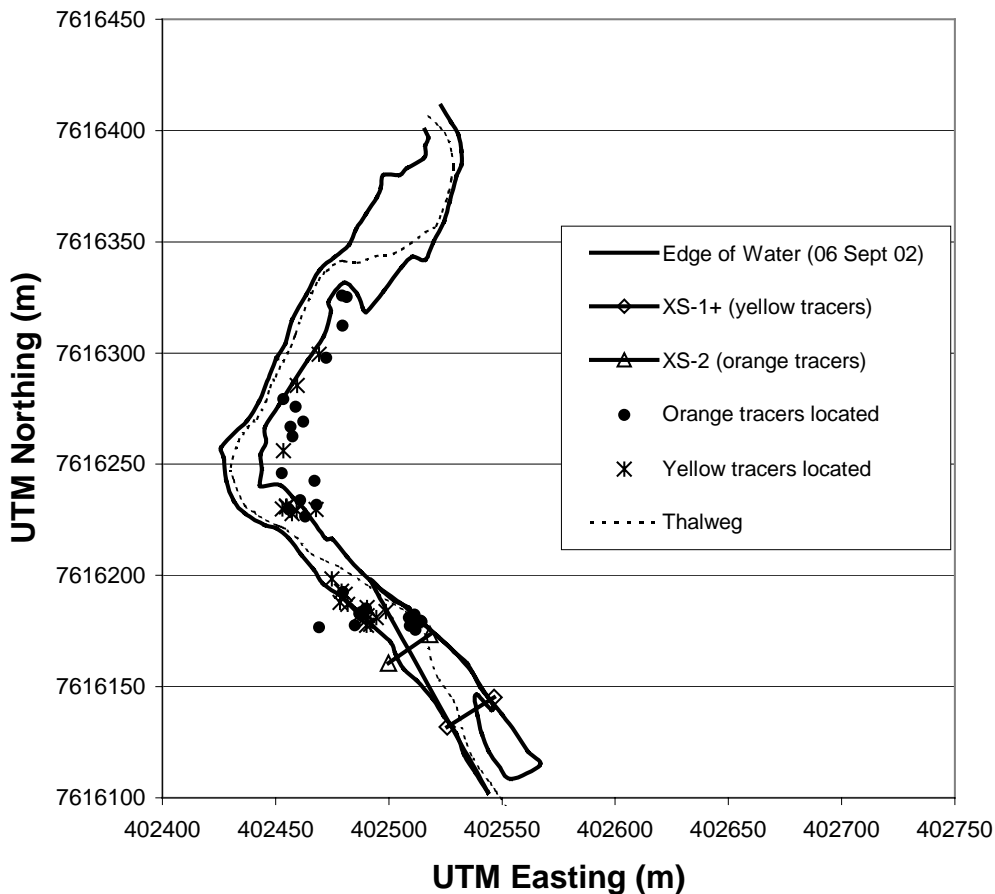 7616450
7616400
7616350
7616300
7616250
7616200
7616150
7616100
UTM Northing (m)
Edge of Water (06 Sept 02)
XS-1+ (yellow tracers)
XS-2 (orange tracers)
Orange tracers located
Yellow tracers located
Thalweg
402400 402450 402500 402550 402600 402650 402700 402750
UTM Easting (m)